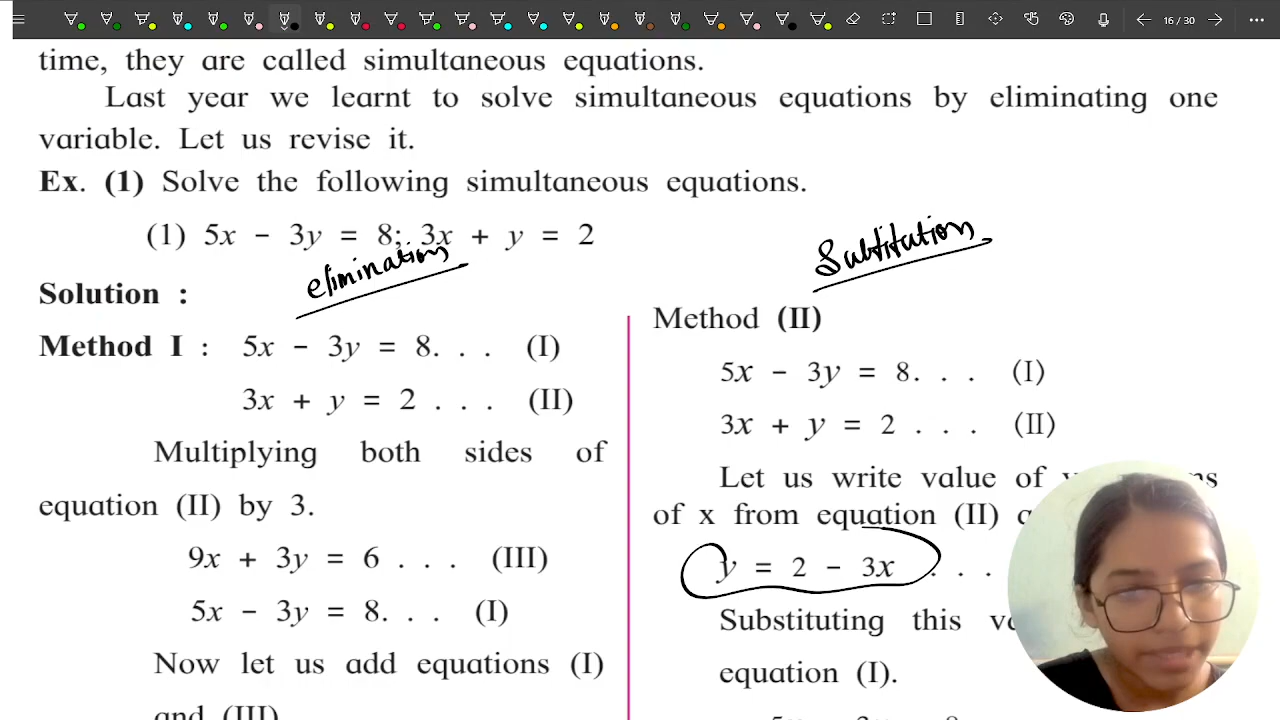 16/30
time, they are called simultaneous equations.
Last year we learnt to solve simultaneous equations by eliminating one
variable. Let us revise it.
Ex. (1) Solve the following simultaneous equations.
(1) 5x - 3y = 8; 3x + y = 2
elimination
Subtitution
Solution :
Method I : 5x - 3y = 8. . . (I)
3x + y = 2 . . . (II)
Multiplying both sides of
equation (II) by 3.
9x + 3y = 6 . . . (III)
5x - 3y = 8. . . (I)
Now let us add equations (I)
and (III)
Method (II)
5x - 3y = 8. . . (I)
3x + y = 2 . . . (II)
Let us write value of
of x from equation (II)
y = 2 - 3x . . .
Substituting this
equation (I).